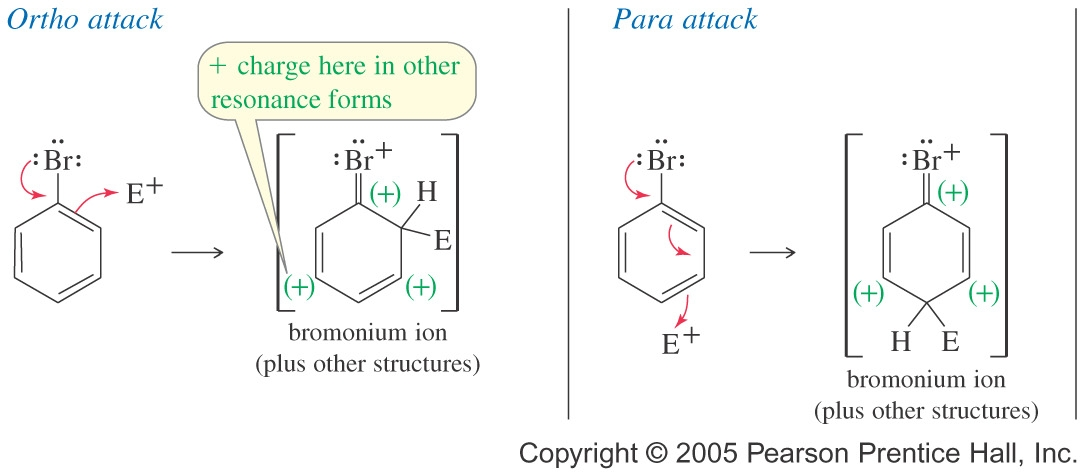 Ortho attack
+ charge here in other
resonance forms
:Br:
E+
:Br+
(+)
H
E
(+)
(+)
bromonium ion
(plus other structures)
Para attack
:Br:
E+
:Br+
(+)
(+)
(+)
H E
bromonium ion
(plus other structures)
Copyright © 2005 Pearson Prentice Hall, Inc.